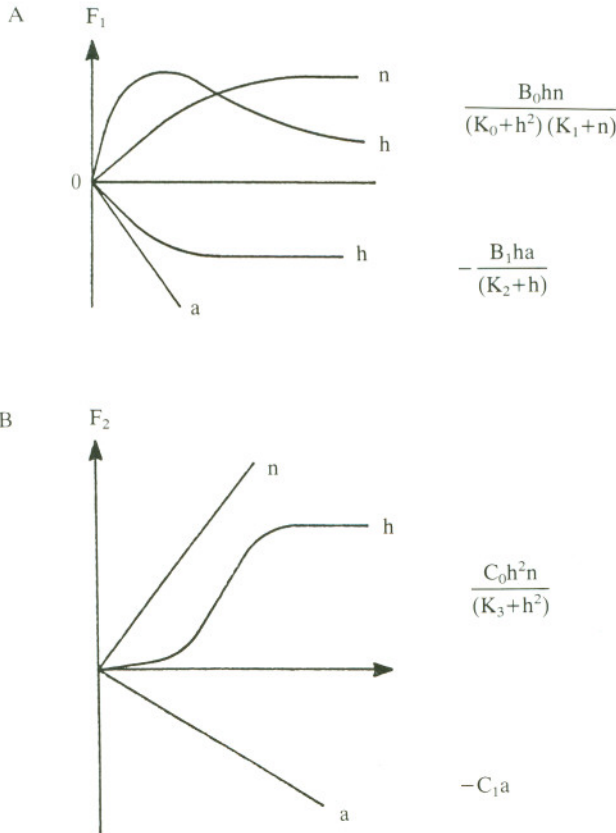 A
F₁
n
B₀hn
(K₀+h²) (K₁+n)
h
0
h
- B₁ha
(K₂+h)
a
B
F₂
n
h
C₀h²n
(K₃+h²)
-C₁a
a